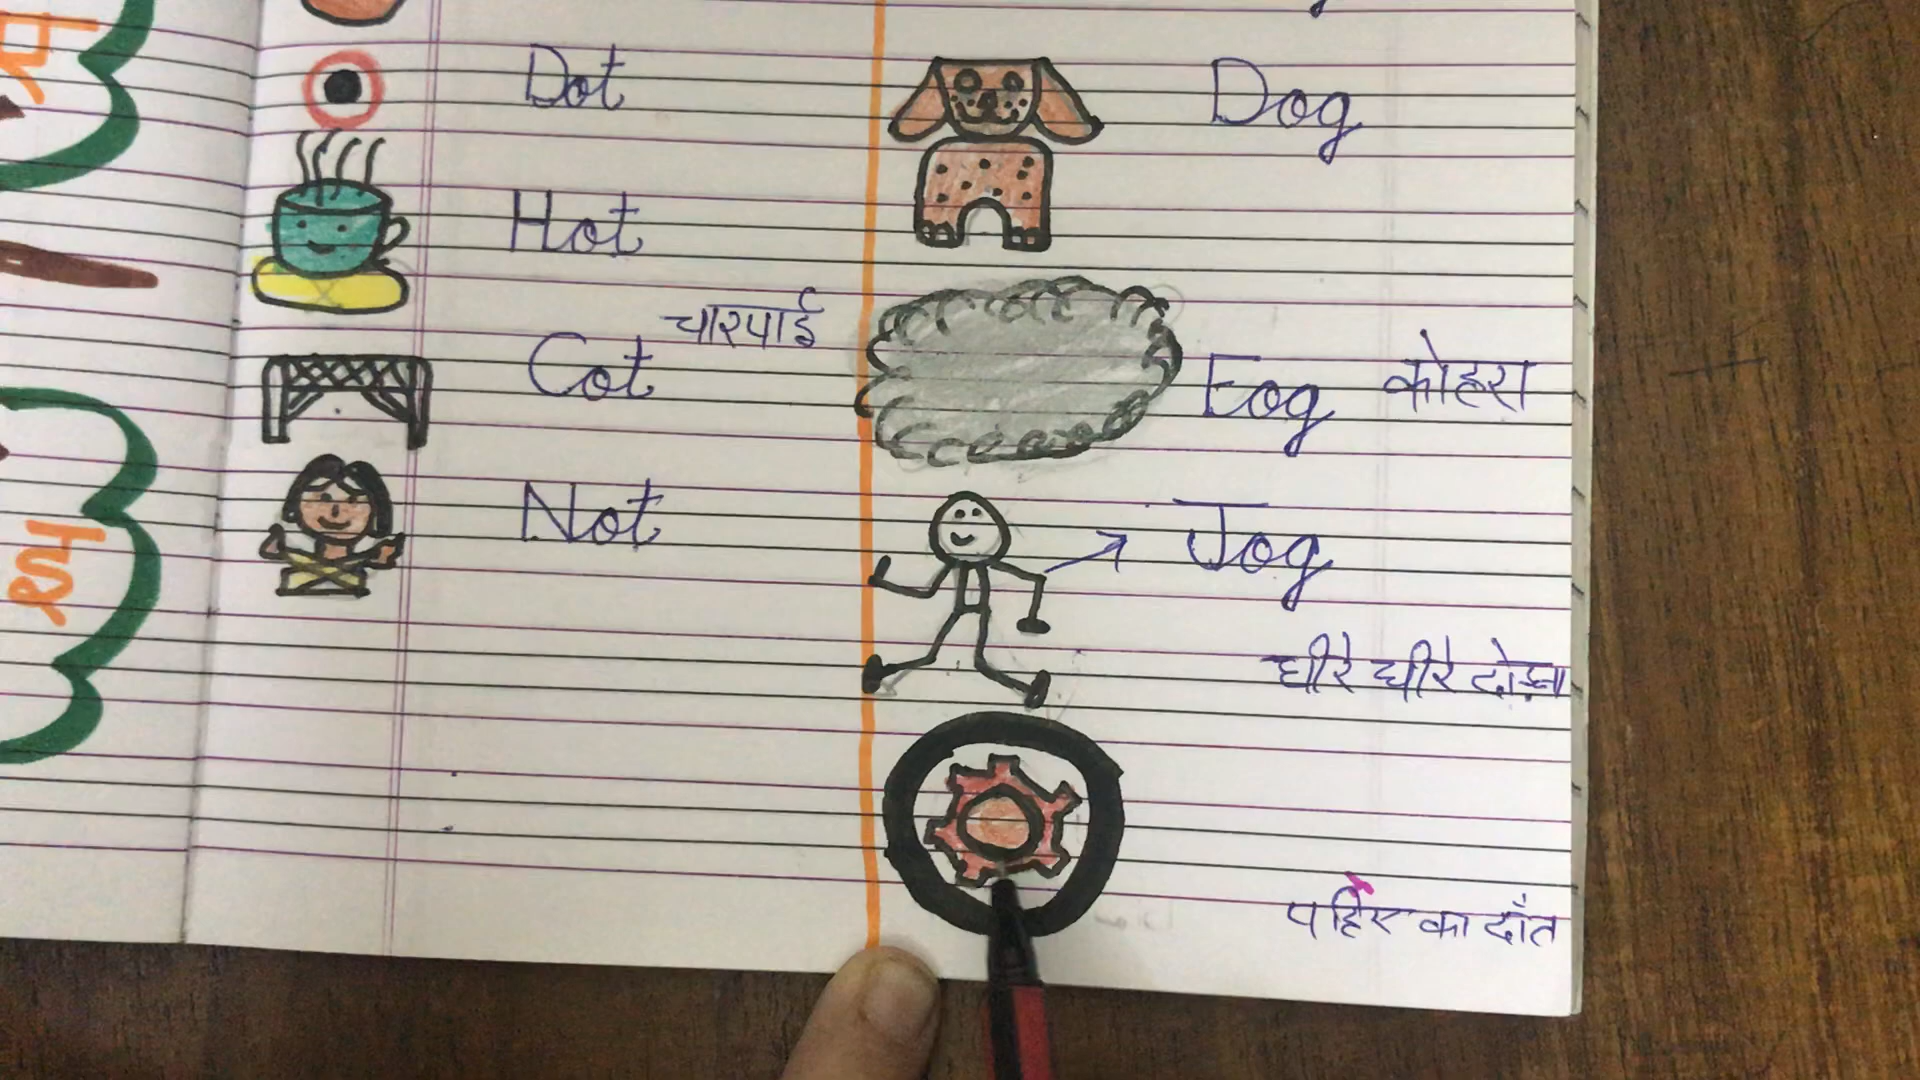 Dot
Hot
Cot चारपाई
Not
Dog
Fog कोहरा
Jog
धीरे धीरे दोड़ना
पहिए का दाँत